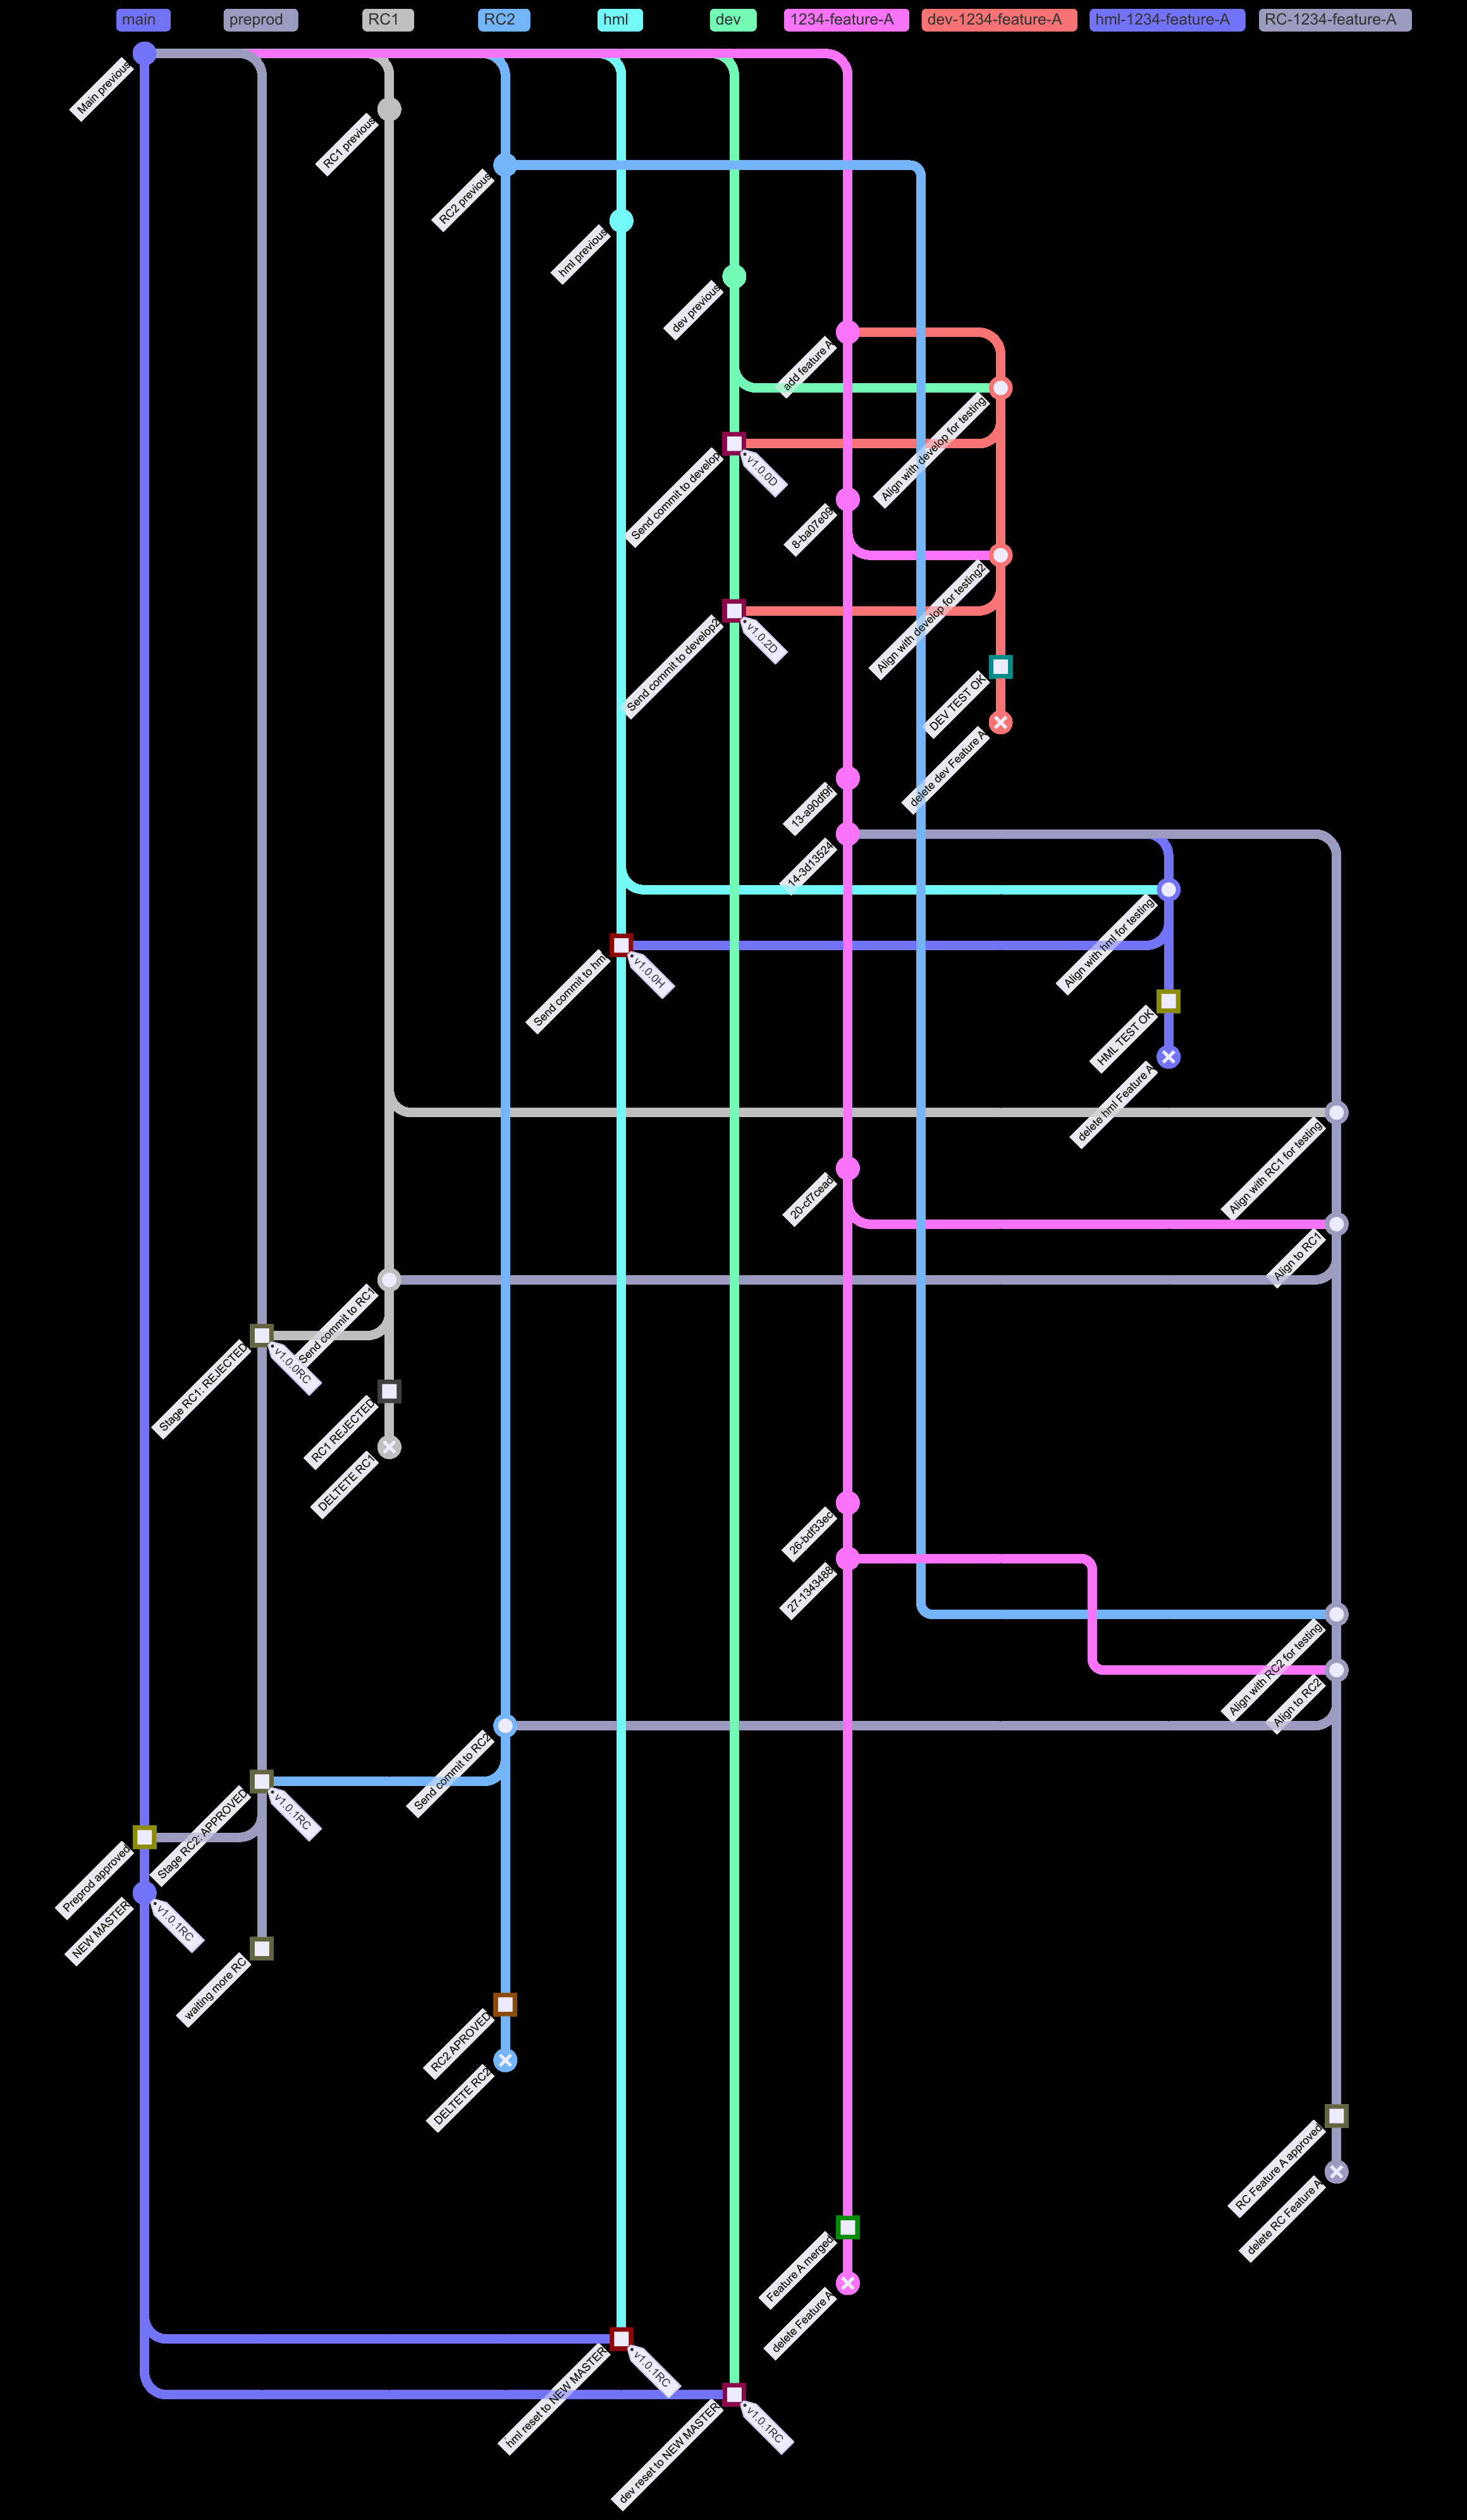 main
preprod
RC1
RC2
hml
dev
1234-feature-A
dev-1234-feature-A
hml-1234-feature-A
RC-1234-feature-A
Main previous
RC1 previous
RC2 previous
hml previous
dev previous
add feature A
Align with develop for testing
Send commit to develop
v1.0.0D
8-ba07e09
Align with develop for testing2
Send commit to develop2
v1.0.2D
DEV TEST OK
delete dev Feature A
13-a90df9f
14-3d13524
Align with hml for testing
Send commit to hml
v1.0.0H
HML TEST OK
delete hml Feature A
Align with RC1 for testing
20-cf7cead
Align to RC1
Send commit to RC1
Stage RC1: REJECTED
v1.0.0RC
RC1 REJECTED
DELTETE RC1
26-bdf33ec
27-1343488
Align with RC2 for testing
Align to RC2
Send commit to RC2
Stage RC2: APPROVED
v1.0.1RC
Preprod approved
NEW MASTER
v1.0.1RC
waiting more RC
RC2 APROVED
DELTETE RC2
RC Feature A approved
delete RC Feature A
Feature A merged
delete Feature A
hml reset to NEW MASTER
v1.0.1RC
dev reset to NEW MASTER
v1.0.1RC